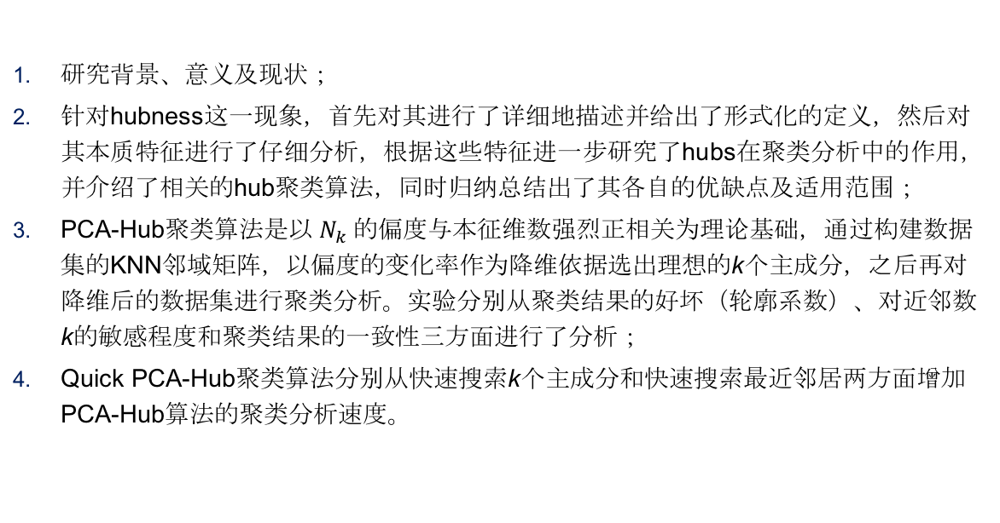 1. 研究背景、意义及现状；
2. 针对hubness这一现象，首先对其进行了详细地描述并给出了形式化的定义，然后对
其本质特征进行了仔细分析，根据这些特征进一步研究了hubs在聚类分析中的作用，
并介绍了相关的hub聚类算法，同时归纳总结出了其各自的优缺点及适用范围；
3. PCA-Hub聚类算法是以 Nk 的偏度与本征维数强烈正相关为理论基础，通过构建数据
集的KNN邻域矩阵，以偏度的变化率作为降维依据选出理想的k个主成分，之后再对
降维后的数据集进行聚类分析。实验分别从聚类结果的好坏（轮廓系数）、对近邻数
k的敏感程度和聚类结果的一致性三方面进行了分析；
4. Quick PCA-Hub聚类算法分别从快速搜索k个主成分和快速搜索最近邻居两方面增加
PCA-Hub算法的聚类分析速度。